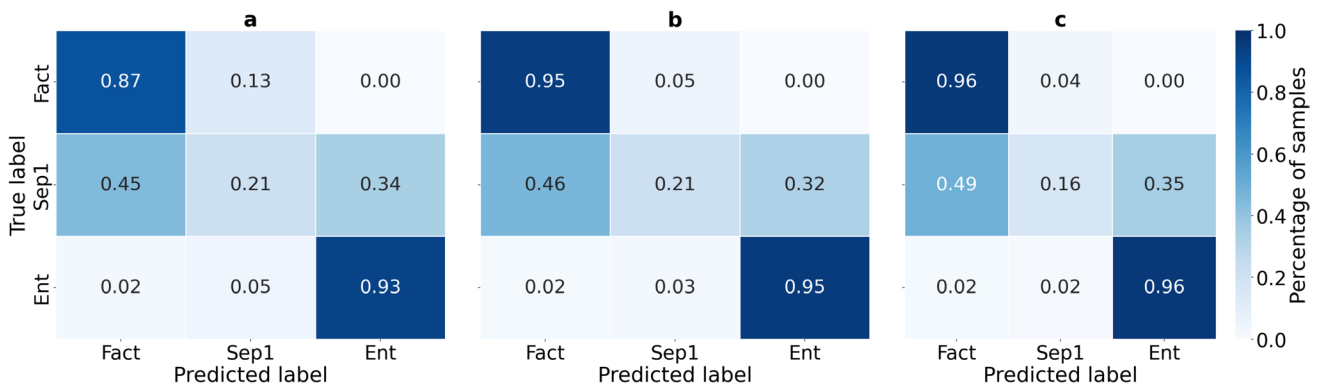 a
b
c
True label
Fact
0.87 0.13 0.00
0.95 0.05 0.00
0.96 0.04 0.00
Sep1
0.45 0.21 0.34
0.46 0.21 0.32
0.49 0.16 0.35
Ent
0.02 0.05 0.93
0.02 0.03 0.95
0.02 0.02 0.96
Fact Sep1 Ent
Fact Sep1 Ent
Fact Sep1 Ent
Predicted label
Predicted label
Predicted label
1.0
0.8
0.6
0.4
0.2
0.0
Percentage of samples